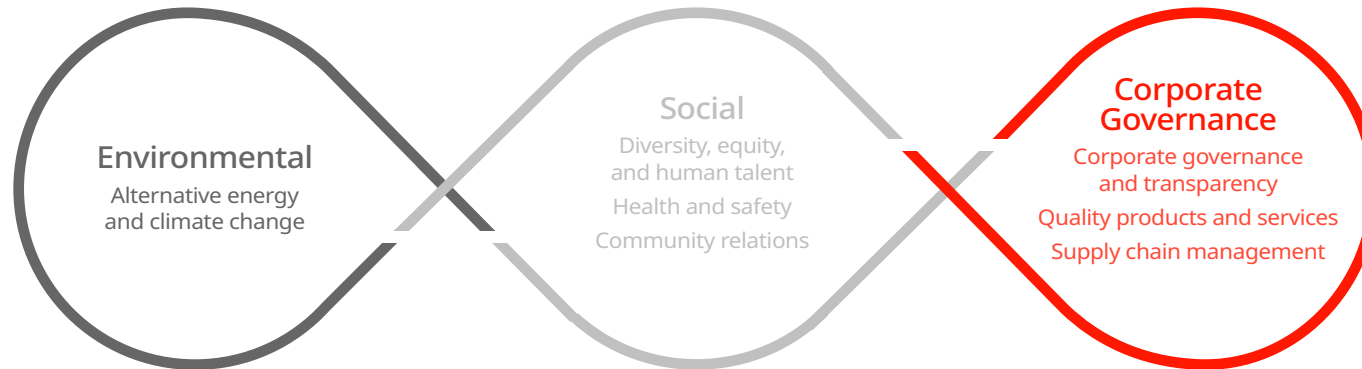 Environmental
Alternative energy
and climate change
Social
Diversity, equity,
and human talent
Health and safety
Community relations
Corporate
Governance
Corporate governance
and transparency
Quality products and services
Supply chain management